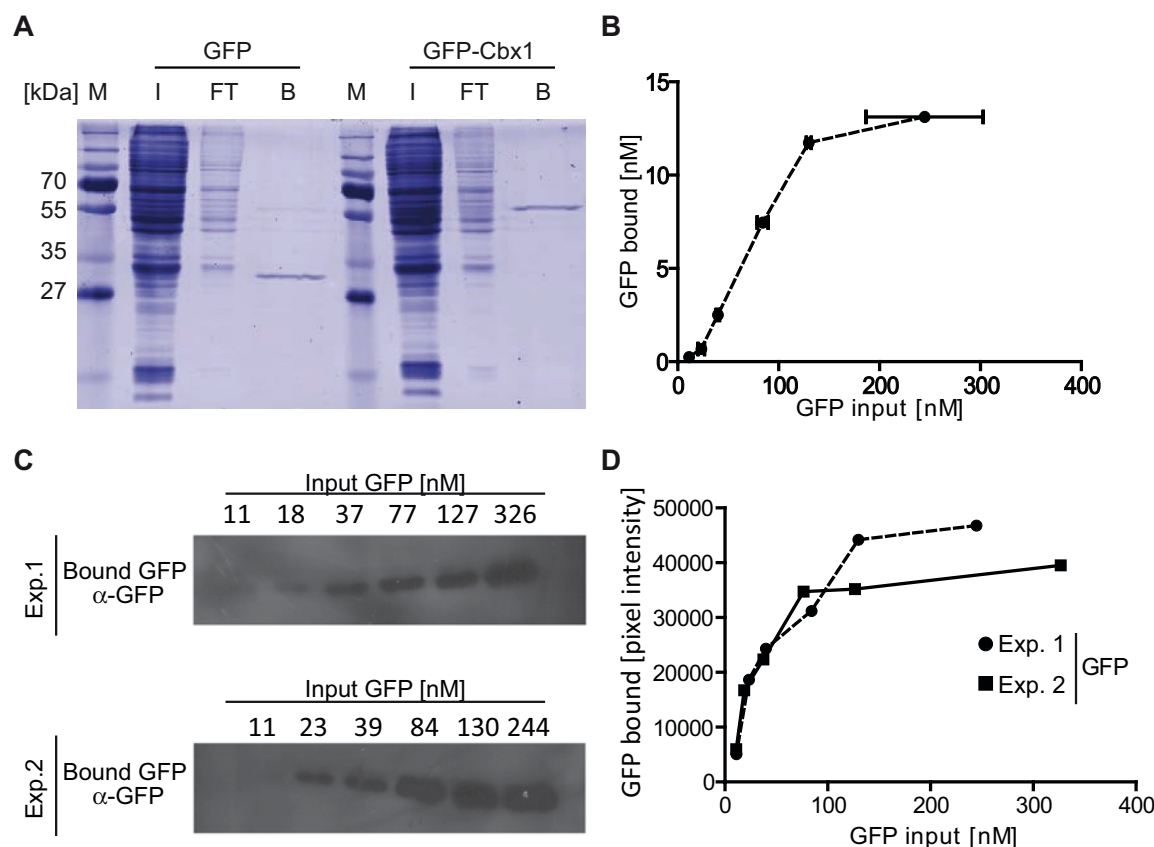 A
GFP GFP-Cbx1
[kDa] M I FT B M I FT B
70
55
35
27
B
15
10
5
0
0 100 200 300 400
GFP bound [nM]
GFP input [nM]
C
Input GFP [nM]
11 18 37 77 127 326
Exp.1
Bound GFP
α-GFP
Input GFP [nM]
11 23 39 84 130 244
Exp.2
Bound GFP
α-GFP
D
50000
40000
30000
20000
10000
0
0 100 200 300 400
GFP bound [pixel intensity]
GFP input [nM]
Exp. 1
Exp. 2
GFP